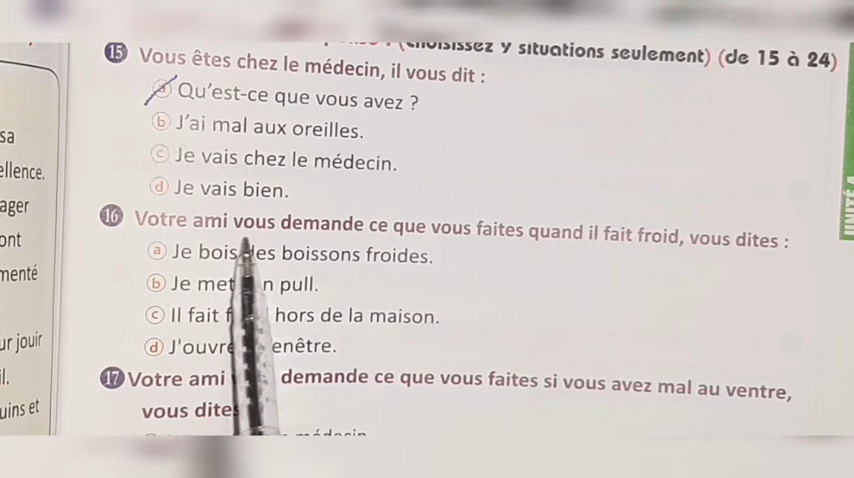 (choisissez 9 situations seulement) (de 15 à 24)
15 Vous êtes chez le médecin, il vous dit :
a Qu'est-ce que vous avez ?
b J'ai mal aux oreilles.
c Je vais chez le médecin.
d Je vais bien.
16 Votre ami vous demande ce que vous faites quand il fait froid, vous dites :
a Je bois des boissons froides.
b Je met n pull.
c Il fait f hors de la maison.
d J'ouvre enêtre.
17 Votre ami demande ce que vous faites si vous avez mal au ventre,
vous dites
sa
ellence.
ager
ont
menté
ur jouir
il.
uins et
UNITÉ 4